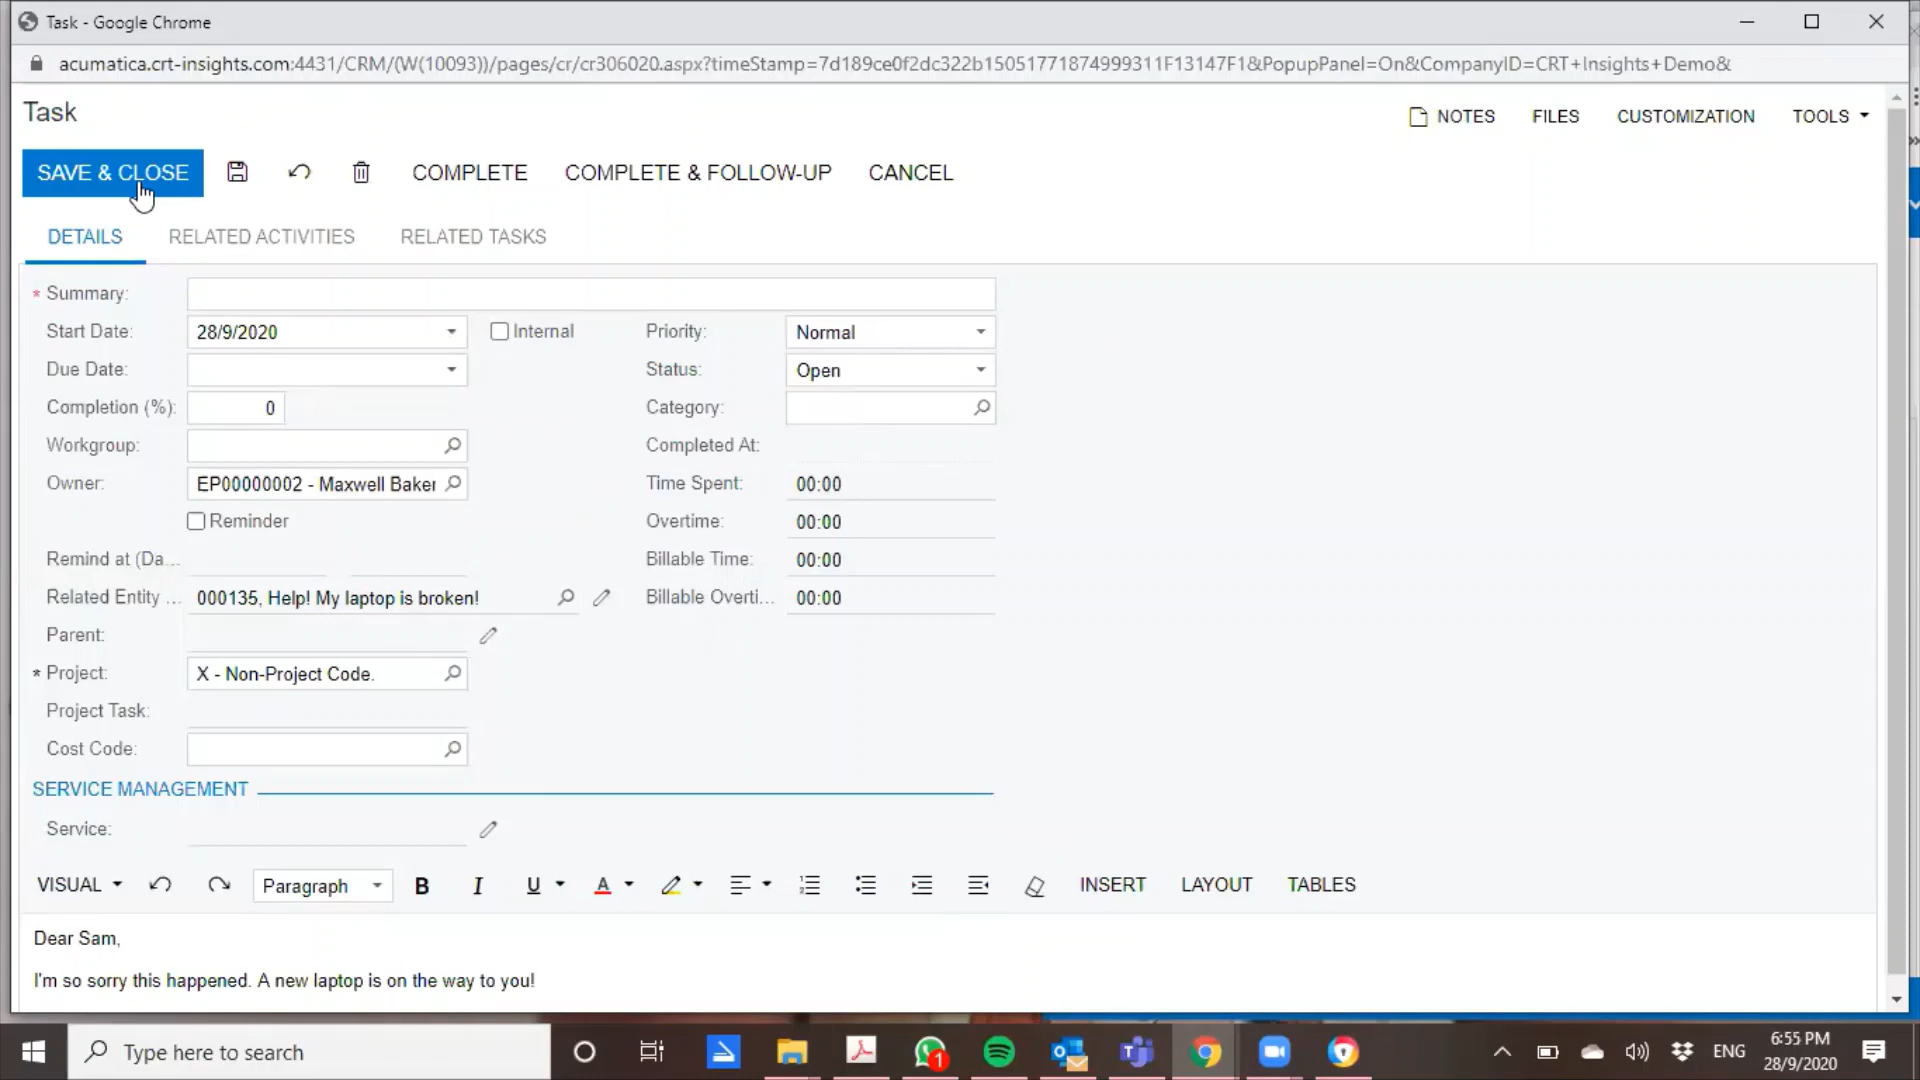 Task - Google Chrome
acumatica.crt-insights.com:4431/CRM/(W(10093))/pages/cr/cr306020.aspx?timeStamp=7d189ce0f2dc322b15051771874999311F13147F1&PopupPanel=On&CompanyID=CRT+Insights+Demo&
Task
NOTES FILES CUSTOMIZATION TOOLS
SAVE & CLOSE COMPLETE COMPLETE & FOLLOW-UP CANCEL
DETAILS RELATED ACTIVITIES RELATED TASKS
* Summary:
Start Date: 28/9/2020 Internal Priority: Normal
Due Date: Status: Open
Completion (%): 0 Category:
Workgroup: Completed At:
Owner: EP00000002 - Maxwell Baker Time Spent: 00:00
Reminder Overtime: 00:00
Remind at (Da... Billable Time: 00:00
Related Entity ... 000135, Help! My laptop is broken! Billable Overti... 00:00
Parent:
* Project: X - Non-Project Code.
Project Task:
Cost Code:
SERVICE MANAGEMENT
Service:
VISUAL Paragraph B I U A INSERT LAYOUT TABLES
Dear Sam,
I'm so sorry this happened. A new laptop is on the way to you!
Type here to search 1 ENG 6:55 PM
28/9/2020